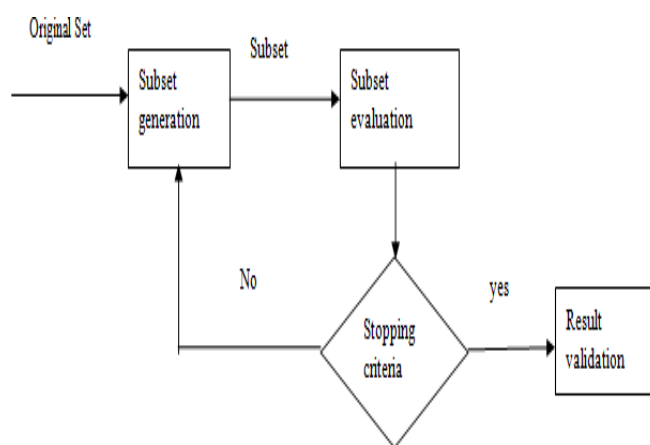 Original Set
Subset
generation
Subset
Subset
evaluation
No
yes
Stopping
criteria
Result
validation